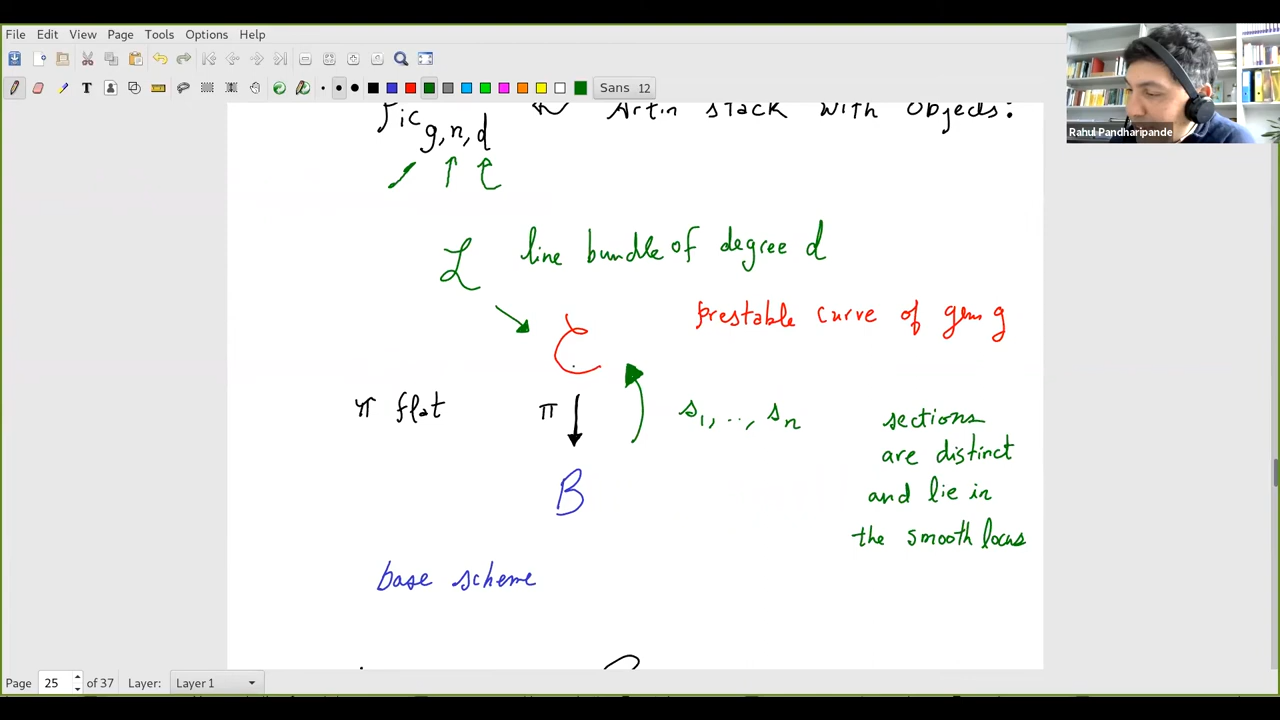 File Edit View Page Tools Options Help
Sans 12
Rahul Pandharipande
Pic g,n,d Artin stack with objects:
L line bundle of degree d
C prestable curve of genus g
π flat π s1, ..., sn sections
are distinct
and lie in
the smooth locus
B
base scheme
Page 25 of 37 Layer: Layer 1